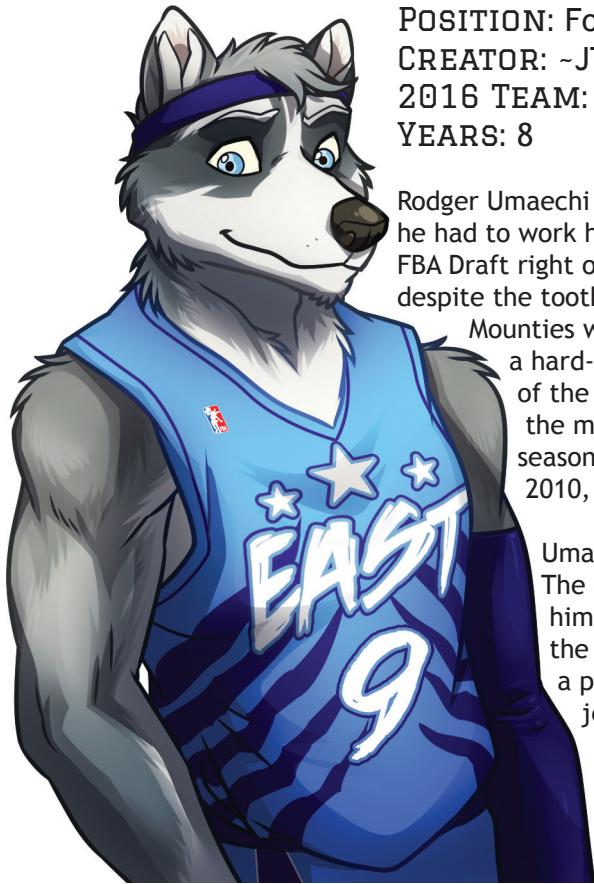 POSITION: Fo
CREATOR: ~JT
2016 TEAM:
YEARS: 8
Rodger Umaechi
he had to work h
FBA Draft right o
despite the tooth
Mounties w
a hard-
of the
the m
season
2010,
Uma
The
him
the
a p
jo
EAST
9